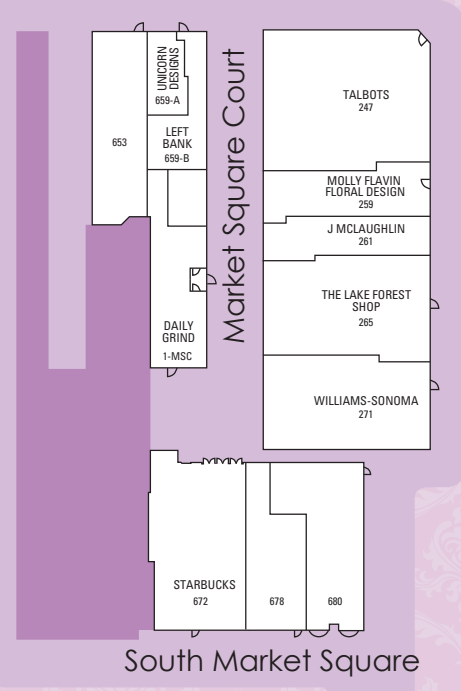 UNICORN
DESIGNS
659-A
653
LEFT
BANK
659-B
DAILY
GRIND
1-MSC
Market Square Court
TALBOTS
247
MOLLY FLAVIN
FLORAL DESIGN
259
J MCLAUGHLIN
261
THE LAKE FOREST
SHOP
265
WILLIAMS-SONOMA
271
STARBUCKS
672
678
680
South Market Square